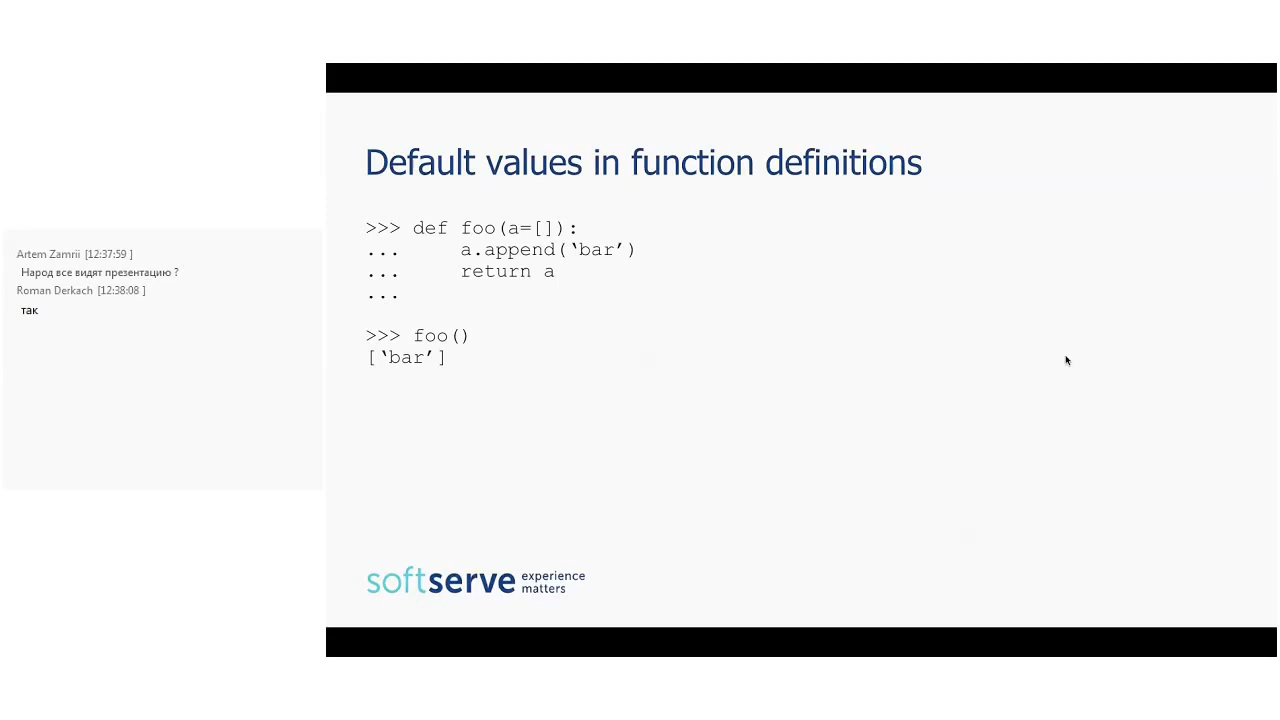 Artem Zamrii [12:37:59 ]
Народ все видят презентацию ?
Roman Derkach [12:38:08 ]
так
Default values in function definitions
>>> def foo(a=[]):
...     a.append(‘bar’)
...     return a
...
>>> foo()
[‘bar’]
softserve experience
matters